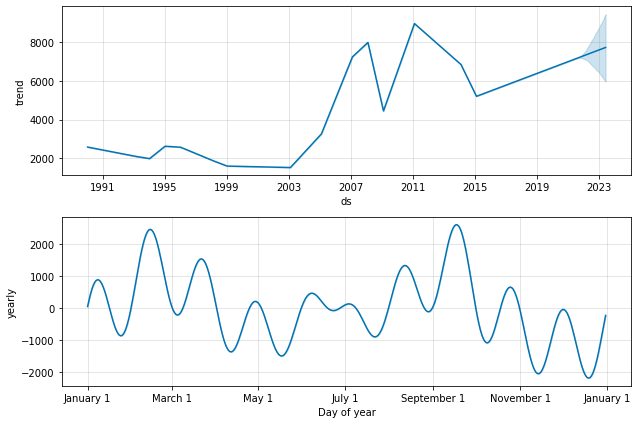 8000
6000
4000
2000
trend
1991 1995 1999 2003 2007 2011 2015 2019 2023
ds
2000
1000
0
−1000
−2000
yearly
January 1 March 1 May 1 July 1 September 1 November 1 January 1
Day of year